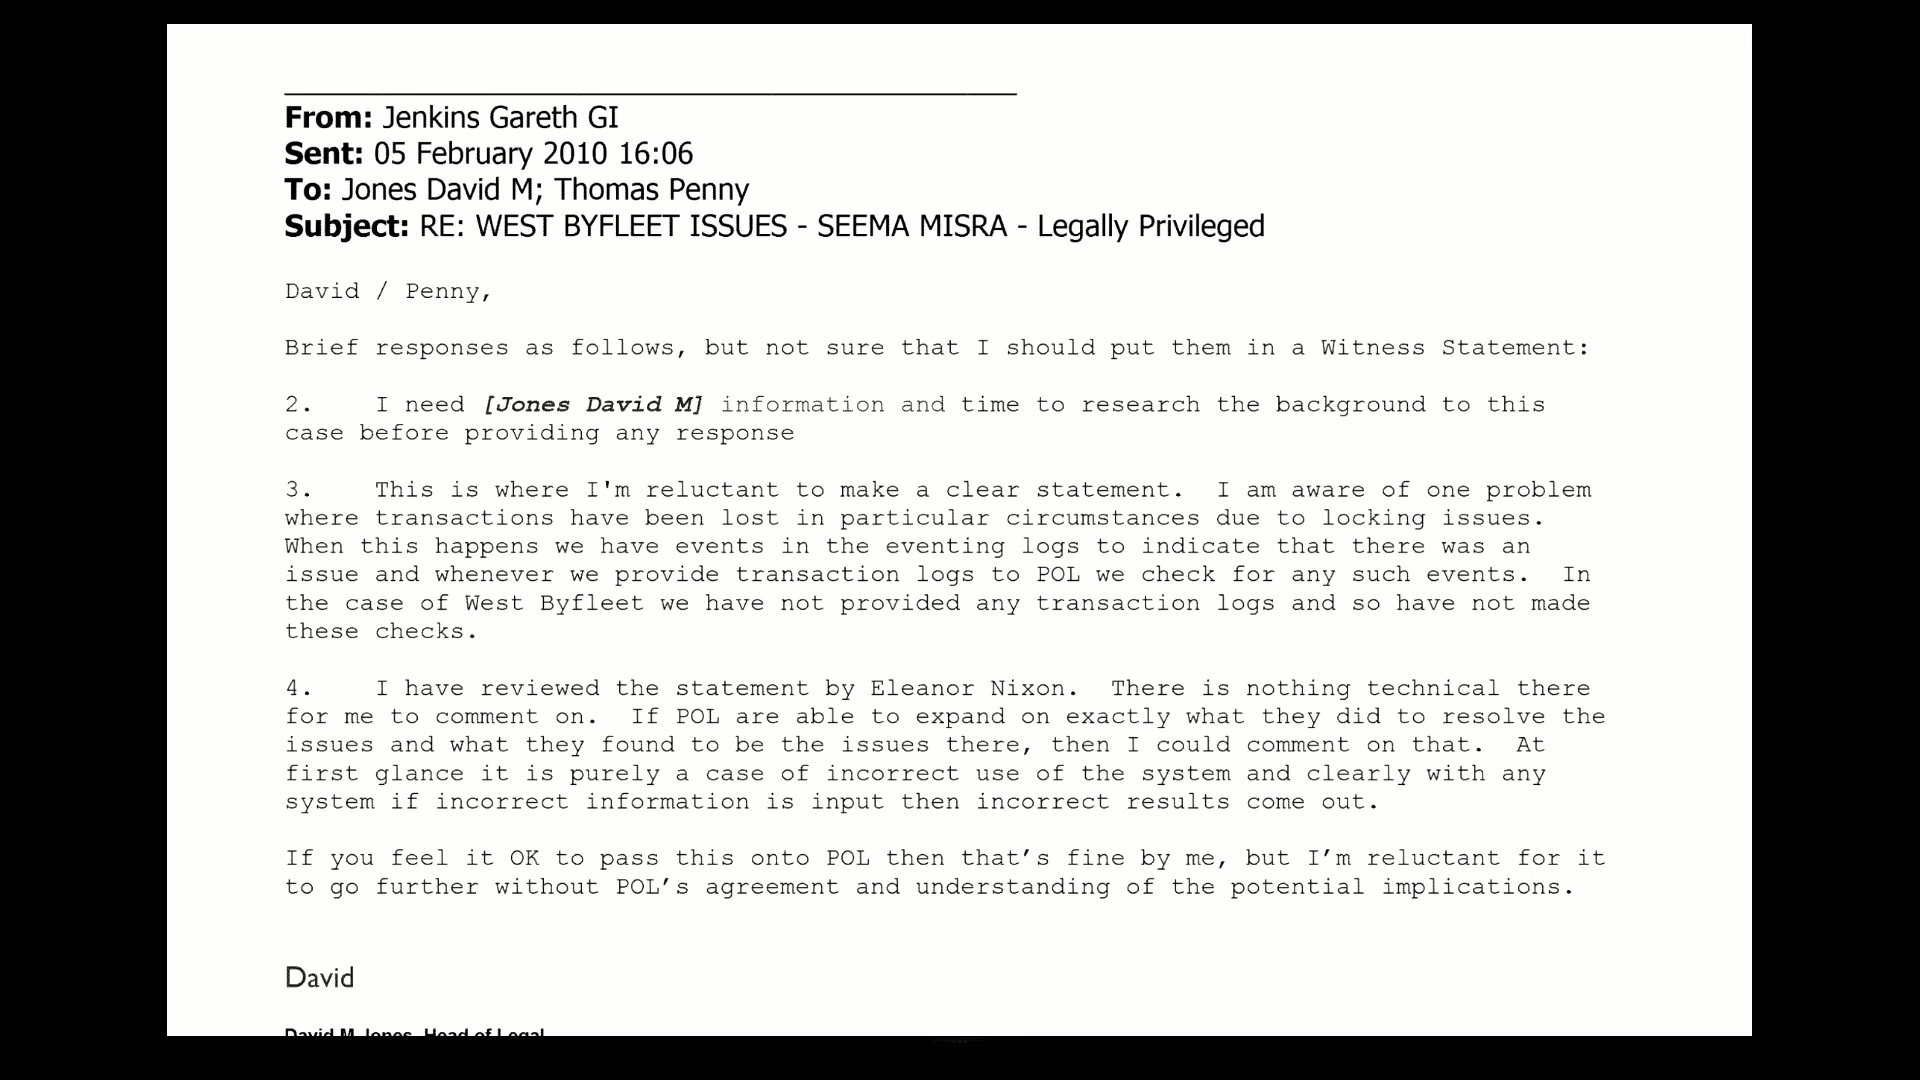 From: Jenkins Gareth GI
Sent: 05 February 2010 16:06
To: Jones David M; Thomas Penny
Subject: RE: WEST BYFLEET ISSUES - SEEMA MISRA - Legally Privileged
David / Penny,
Brief responses as follows, but not sure that I should put them in a Witness Statement:
2. I need [Jones David M] information and time to research the background to this
case before providing any response
3. This is where I'm reluctant to make a clear statement. I am aware of one problem
where transactions have been lost in particular circumstances due to locking issues.
When this happens we have events in the eventing logs to indicate that there was an
issue and whenever we provide transaction logs to POL we check for any such events. In
the case of West Byfleet we have not provided any transaction logs and so have not made
these checks.
4. I have reviewed the statement by Eleanor Nixon. There is nothing technical there
for me to comment on. If POL are able to expand on exactly what they did to resolve the
issues and what they found to be the issues there, then I could comment on that. At
first glance it is purely a case of incorrect use of the system and clearly with any
system if incorrect information is input then incorrect results come out.
If you feel it OK to pass this onto POL then that’s fine by me, but I’m reluctant for it
to go further without POL’s agreement and understanding of the potential implications.
David
David M Jones, Head of Legal